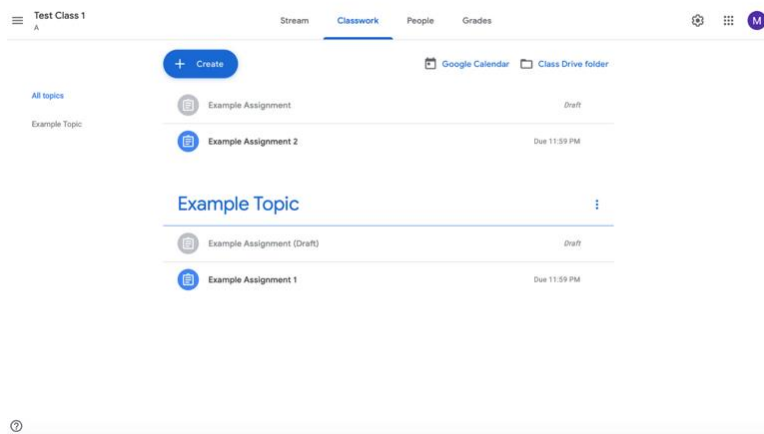 Test Class 1
A
Stream Classwork People Grades
M
+ Create
Google Calendar Class Drive folder
All topics
Example Topic
Example Assignment Draft
Example Assignment 2 Due 11:59 PM
Example Topic
Example Assignment (Draft) Draft
Example Assignment 1 Due 11:59 PM